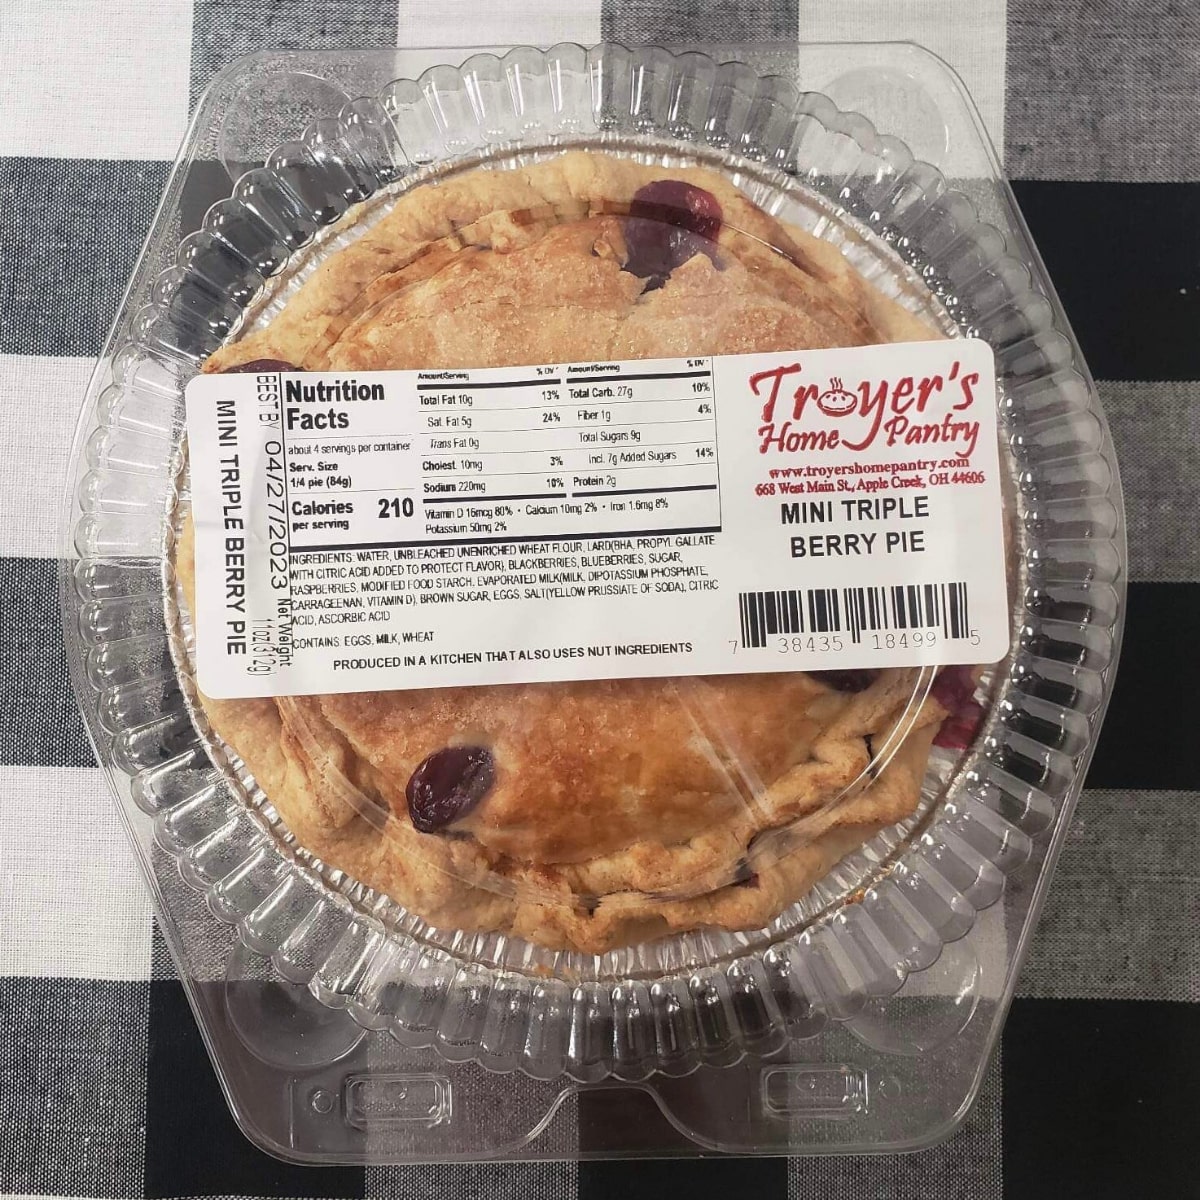 MINI TRIPLE BERRY PIE
BEST BY 04/27/2023 Net Weight
11oz(312g)
Nutrition
Facts
about 4 servings per container
Serv. Size
1/4 pie (84g)
Calories 210
per serving
Amount/Serving % DV*
Total Fat 10g 13%
Sat. Fat 5g 24%
Trans Fat 0g
Cholest. 10mg 3%
Sodium 220mg 10%
Amount/Serving % DV*
Total Carb. 27g 10%
Fiber 1g 4%
Total Sugars 9g
Incl. 7g Added Sugars 14%
Protein 2g
Vitamin D 16mcg 80% • Calcium 10mg 2% • Iron 1.6mg 8%
Potassium 50mg 2%
INGREDIENTS: WATER, UNBLEACHED UNENRICHED WHEAT FLOUR, LARD(BHA, PROPYL GALLATE
WITH CITRIC ACID ADDED TO PROTECT FLAVOR), BLACKBERRIES, BLUEBERRIES, SUGAR,
RASPBERRIES, MODIFIED FOOD STARCH, EVAPORATED MILK(MILK, DIPOTASSIUM PHOSPHATE,
CARRAGEENAN, VITAMIN D), BROWN SUGAR, EGGS, SALT(YELLOW PRUSSIATE OF SODA), CITRIC
ACID, ASCORBIC ACID
CONTAINS: EGGS, MILK, WHEAT
PRODUCED IN A KITCHEN THAT ALSO USES NUT INGREDIENTS
Troyer's
Home Pantry
www.troyershomepantry.com
668 West Main St., Apple Creek, OH 44606
MINI TRIPLE
BERRY PIE
7 38435 18499 5